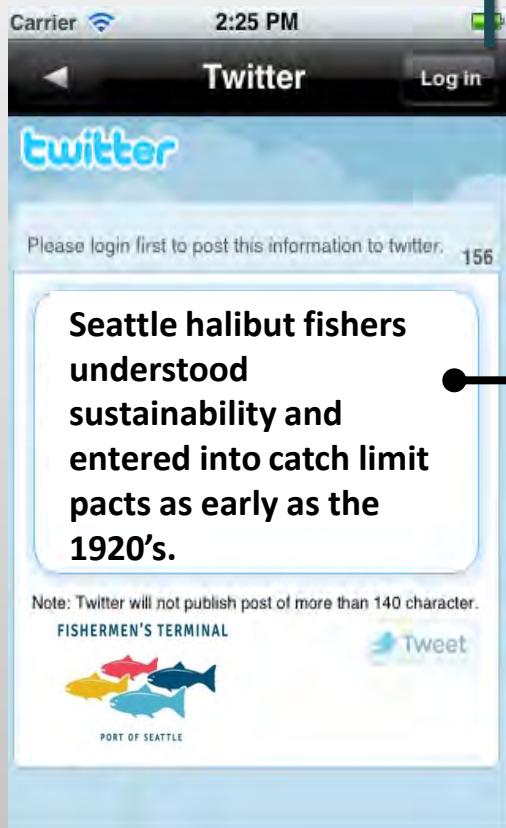 Carrier 2:25 PM
Twitter Log in
twitter
Please login first to post this information to twitter. 156
Seattle halibut fishers
understood
sustainability and
entered into catch limit
pacts as early as the
1920’s.
Note: Twitter will not publish post of more than 140 character.
FISHERMEN'S TERMINAL
Tweet
PORT OF SEATTLE